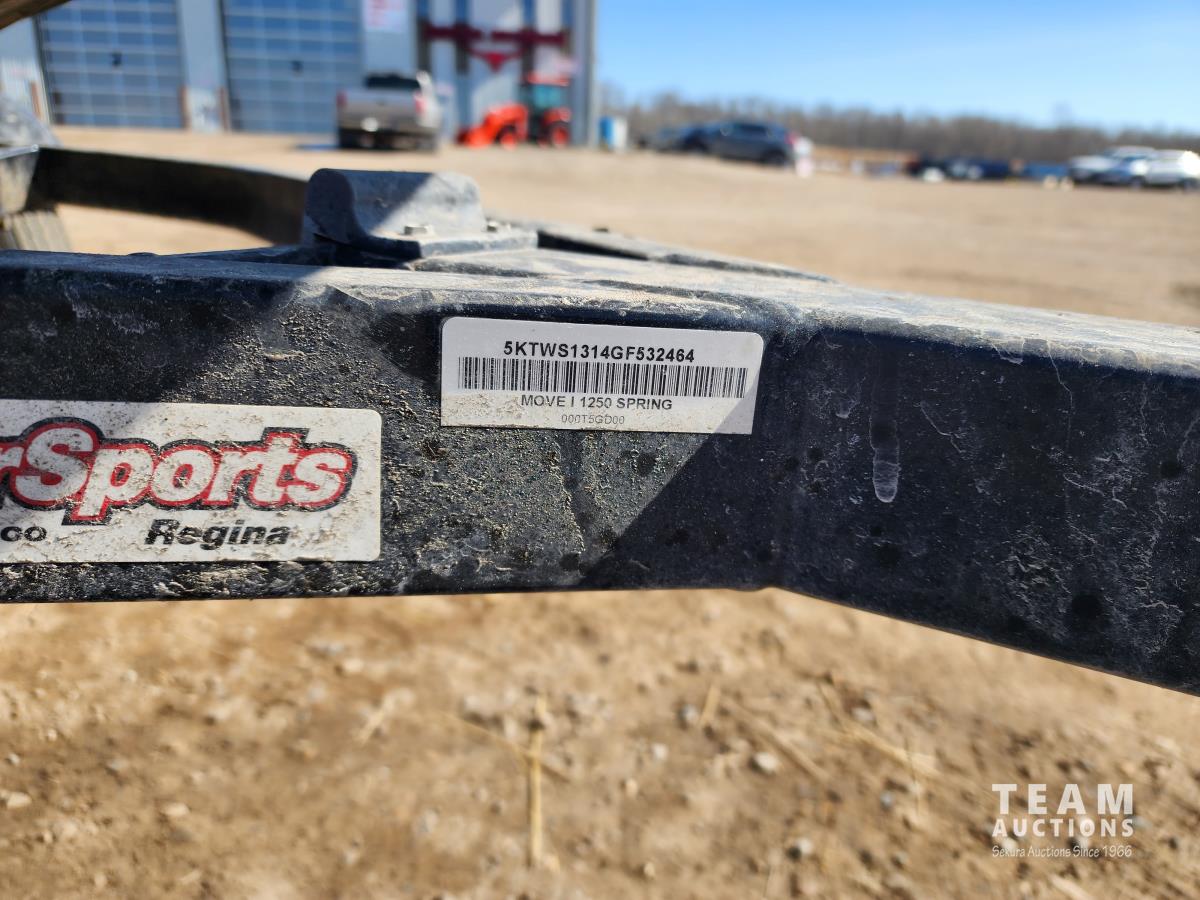 5KTWS1314GF532464
MOVE I 1250 SPRING
000T5GD00
rSports
co Regina
TEAM
AUCTIONS
Sekura Auctions Since 1966